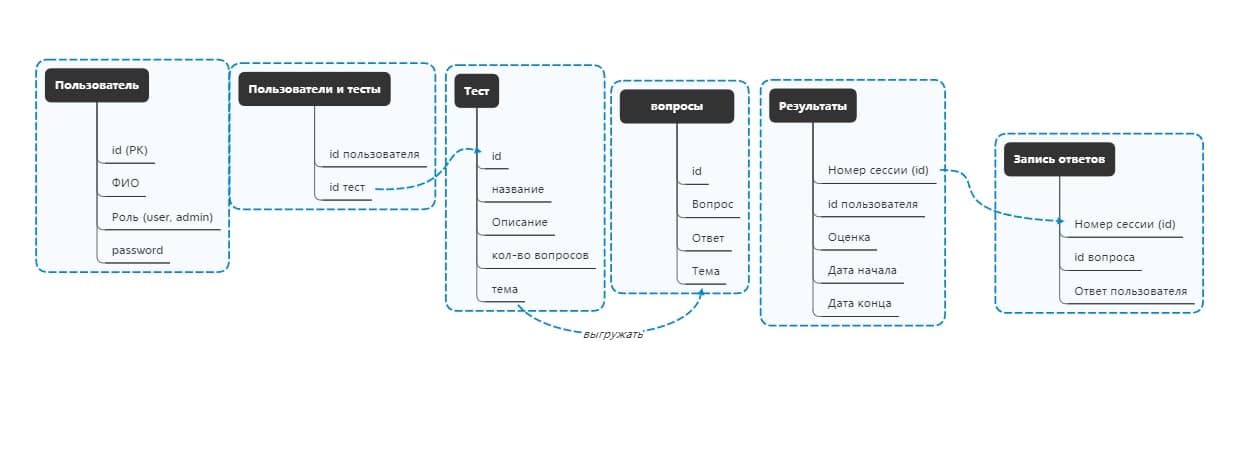 Пользователь
id (PK)
ФИО
Роль (user, admin)
password
Пользователи и тесты
id пользователя
id тест
Тест
id
название
Описание
кол-во вопросов
тема
вопросы
id
Вопрос
Ответ
Тема
выгружать
Результаты
Номер сессии (id)
id пользователя
Оценка
Дата начала
Дата конца
Запись ответов
Номер сессии (id)
id вопроса
Ответ пользователя